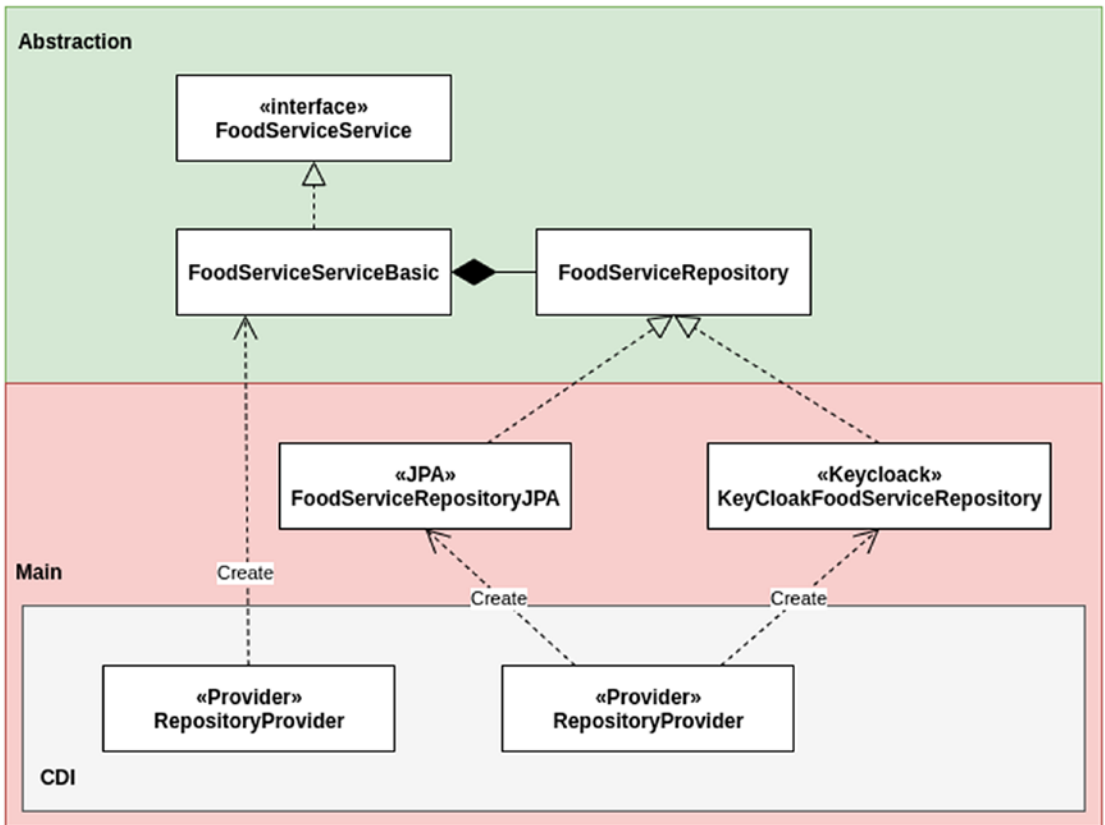 Abstraction
«interface»
FoodServiceService
FoodServiceServiceBasic
FoodServiceRepository
«JPA»
FoodServiceRepositoryJPA
«Keycloack»
KeyCloakFoodServiceRepository
Main
Create
Create
Create
«Provider»
RepositoryProvider
«Provider»
RepositoryProvider
CDI